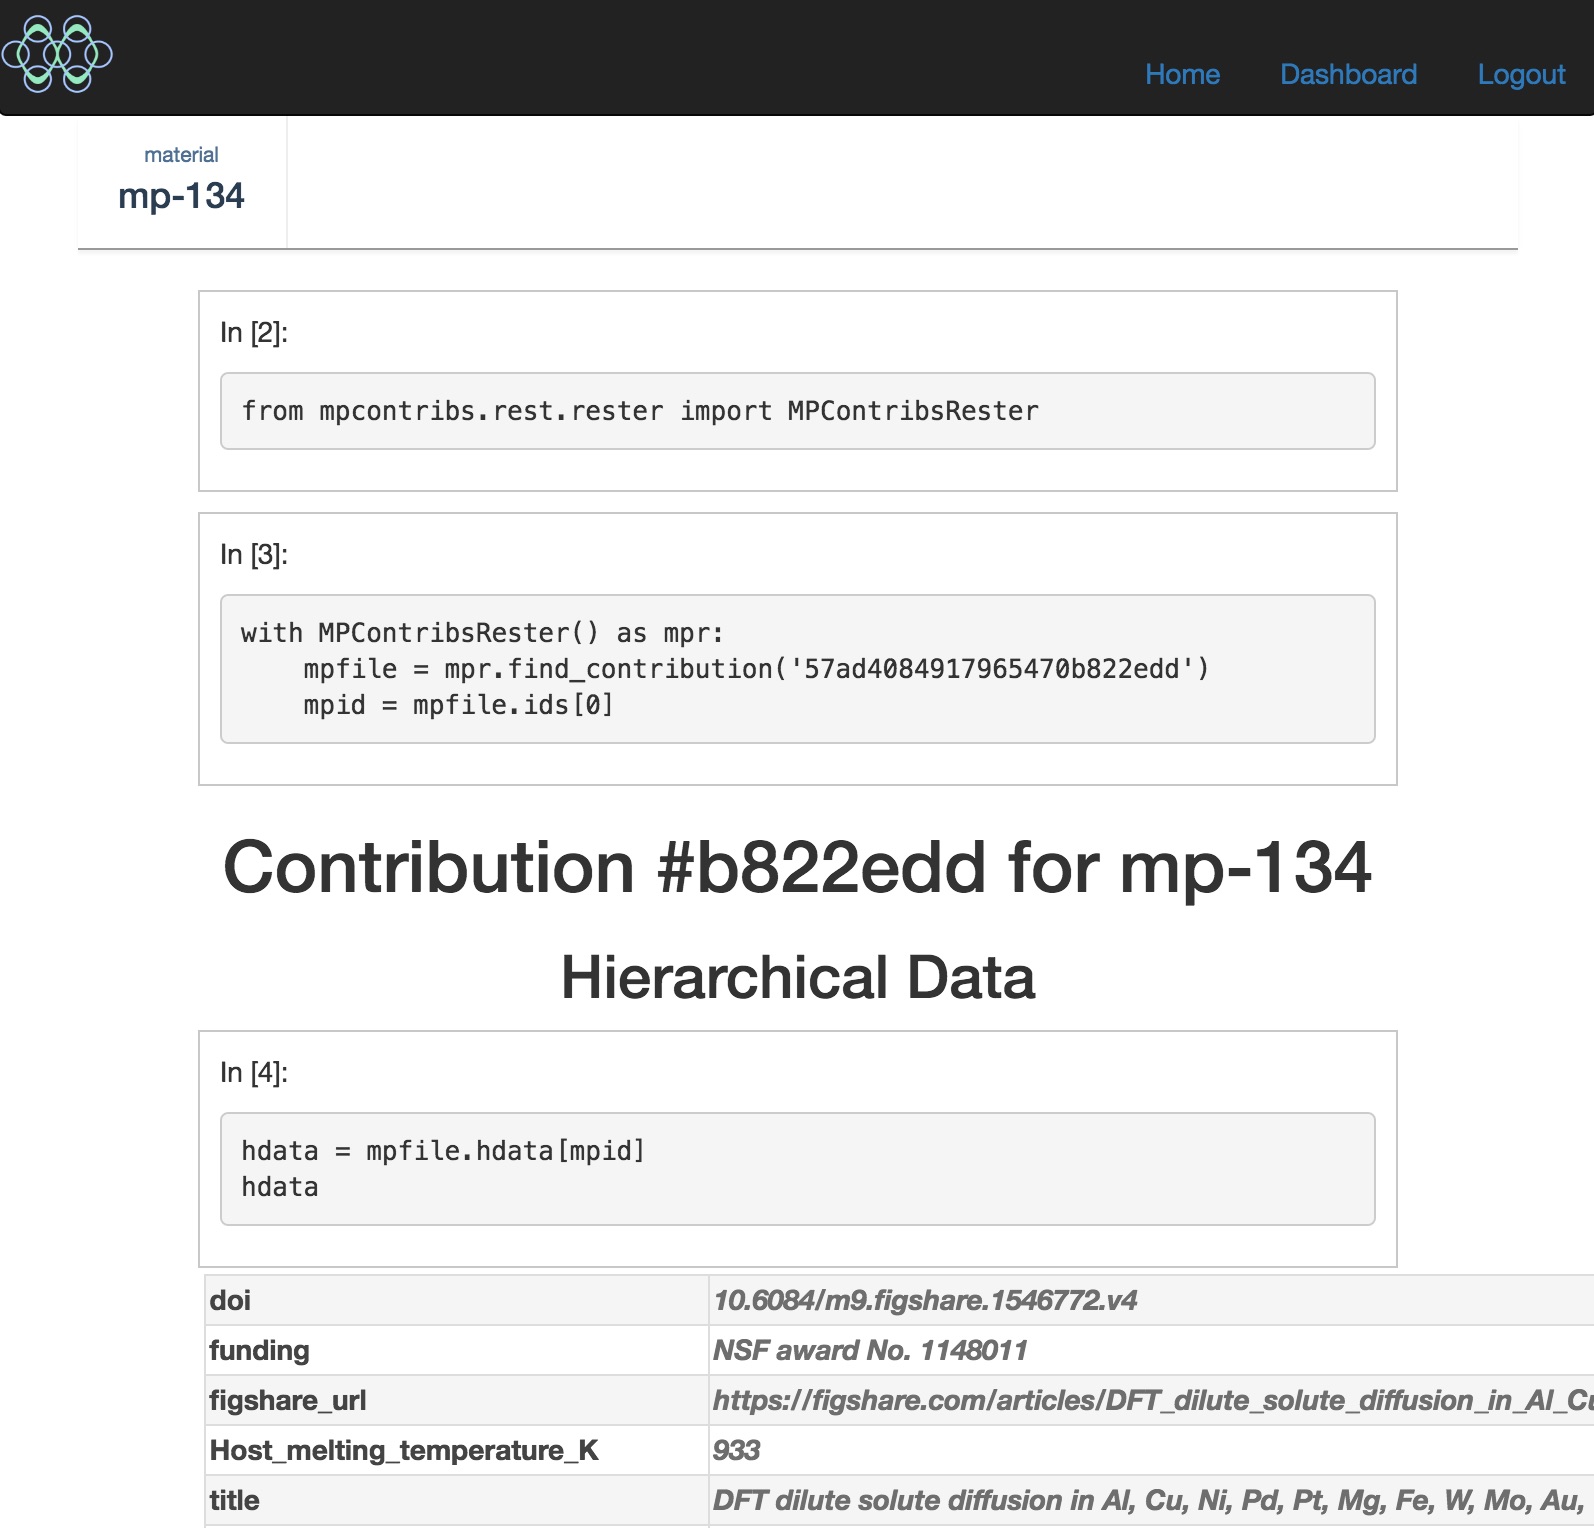 Home Dashboard Logout
material
mp-134
In [2]:
from mpcontribs.rest.rester import MPContribsRester
In [3]:
with MPContribsRester() as mpr:
    mpfile = mpr.find_contribution('57ad4084917965470b822edd')
    mpid = mpfile.ids[0]
Contribution #b822edd for mp-134
Hierarchical Data
In [4]:
hdata = mpfile.hdata[mpid]
hdata
doi 10.6084/m9.figshare.1546772.v4
funding NSF award No. 1148011
figshare_url https://figshare.com/articles/DFT_dilute_solute_diffusion_in_Al_Cu
Host_melting_temperature_K 933
title DFT dilute solute diffusion in Al, Cu, Ni, Pd, Pt, Mg, Fe, W, Mo, Au,